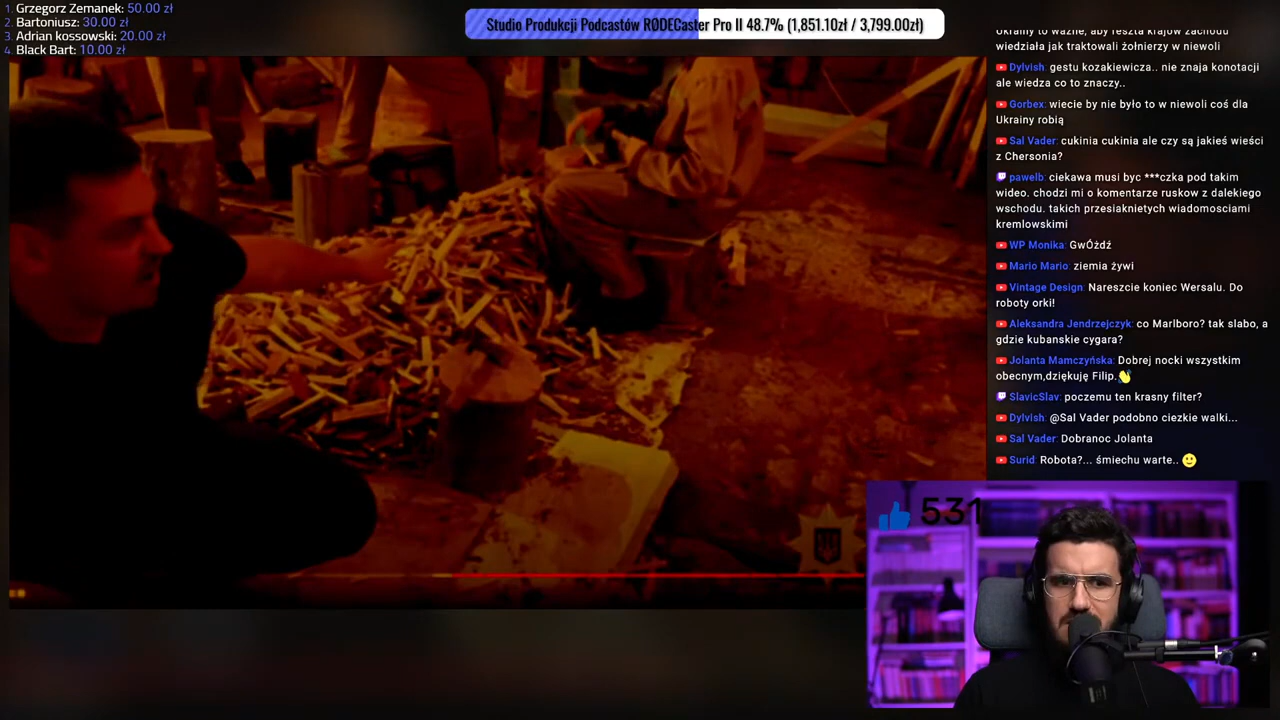 1. Grzegorz Zemanek: 50.00 zł
2. Bartoniusz: 30.00 zł
3. Adrian kossowski: 20.00 zł
4. Black Bart: 10.00 zł
Studio Produkcji Podcastów RØDECaster Pro II 48.7% (1,851.10zł / 3,799.00zł)
Ukrainy to ważne, aby reszta krajów zachodu
wiedziała jak traktowali żołnierzy w niewoli
Dylvish: gestu kozakiewicza.. nie znaja konotacji
ale wiedza co to znaczy..
Gorbex: wiecie by nie było to w niewoli coś dla
Ukrainy robią
Sal Vader: cukinia cukinia ale czy są jakieś wieści
z Chersonia?
pawelb: ciekawa musi byc ***czka pod takim
wideo. chodzi mi o komentarze ruskow z dalekiego
wschodu. takich przesiaknietych wiadomosciami
kremlowskimi
WP Monika: GwÓżdź
Mario Mario: ziemia żywi
Vintage Design: Nareszcie koniec Wersalu. Do
roboty orki!
Aleksandra Jendrzejczyk: co Marlboro? tak slabo, a
gdzie kubanskie cygara?
Jolanta Mamczyńska: Dobrej nocki wszystkim
obecnym,dziękuję Filip.👋
SlavicSlav: poczemu ten krasny filter?
Dylvish: @Sal Vader podobno ciezkie walki...
Sal Vader: Dobranoc Jolanta
Surid: Robota?... śmiechu warte.. 🙂
531